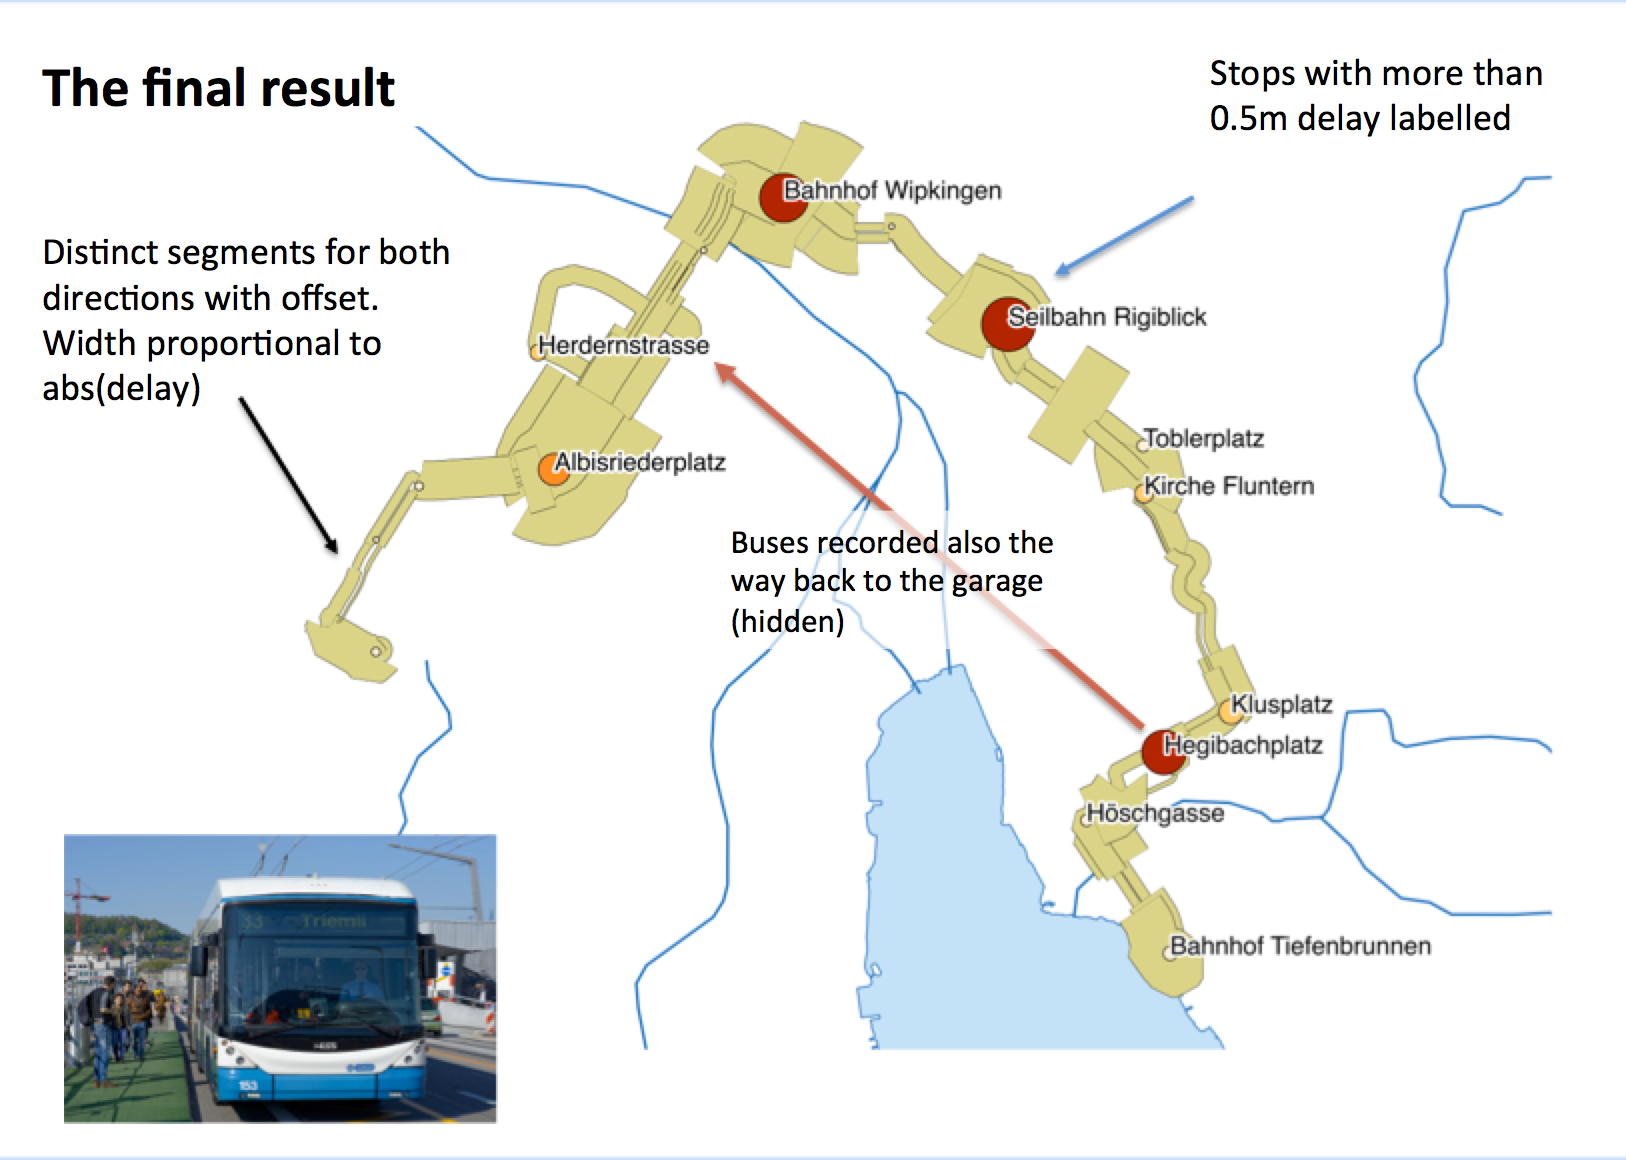 The final result
Stops with more than
0.5m delay labelled
Distinct segments for both
directions with offset.
Width proportional to
abs(delay)
Bahnhof Wipkingen
Seilbahn Rigiblick
Herdernstrasse
Toblerplatz
Albisriederplatz
Kirche Fluntern
Buses recorded also the
way back to the garage
(hidden)
Klusplatz
Hegibachplatz
Höschgasse
Bahnhof Tiefenbrunnen
33 Triemli
HESS
153